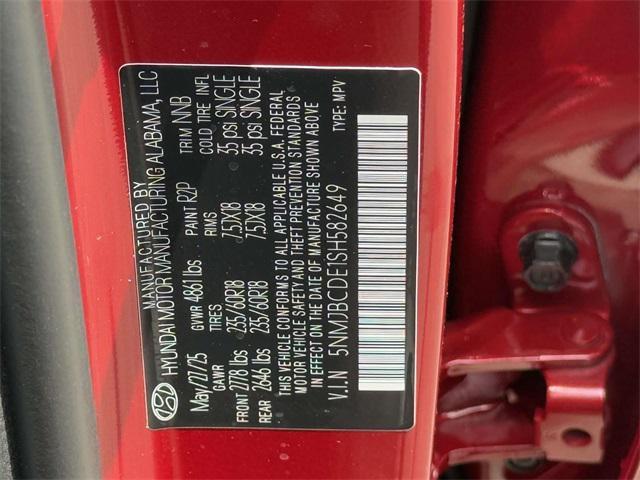 MANUFACTURED BY
HYUNDAI MOTOR MANUFACTURING ALABAMA, LLC
May/27/25 GVWR 4861 lbs PAINT R2P TRIM NNB
GAWR TIRES RIMS COLD TIRE INFL
FRONT 2778 lbs 235/60R18 7.5JX18 35 psi SINGLE
REAR 2646 lbs 235/60R18 7.5JX18 35 psi SINGLE
THIS VEHICLE CONFORMS TO ALL APPLICABLE U.S.A. FEDERAL
MOTOR VEHICLE SAFETY AND THEFT PREVENTION STANDARDS
IN EFFECT ON THE DATE OF MANUFACTURE SHOWN ABOVE
V.I.N 5NMJBCDE1SH582649 TYPE: MPV